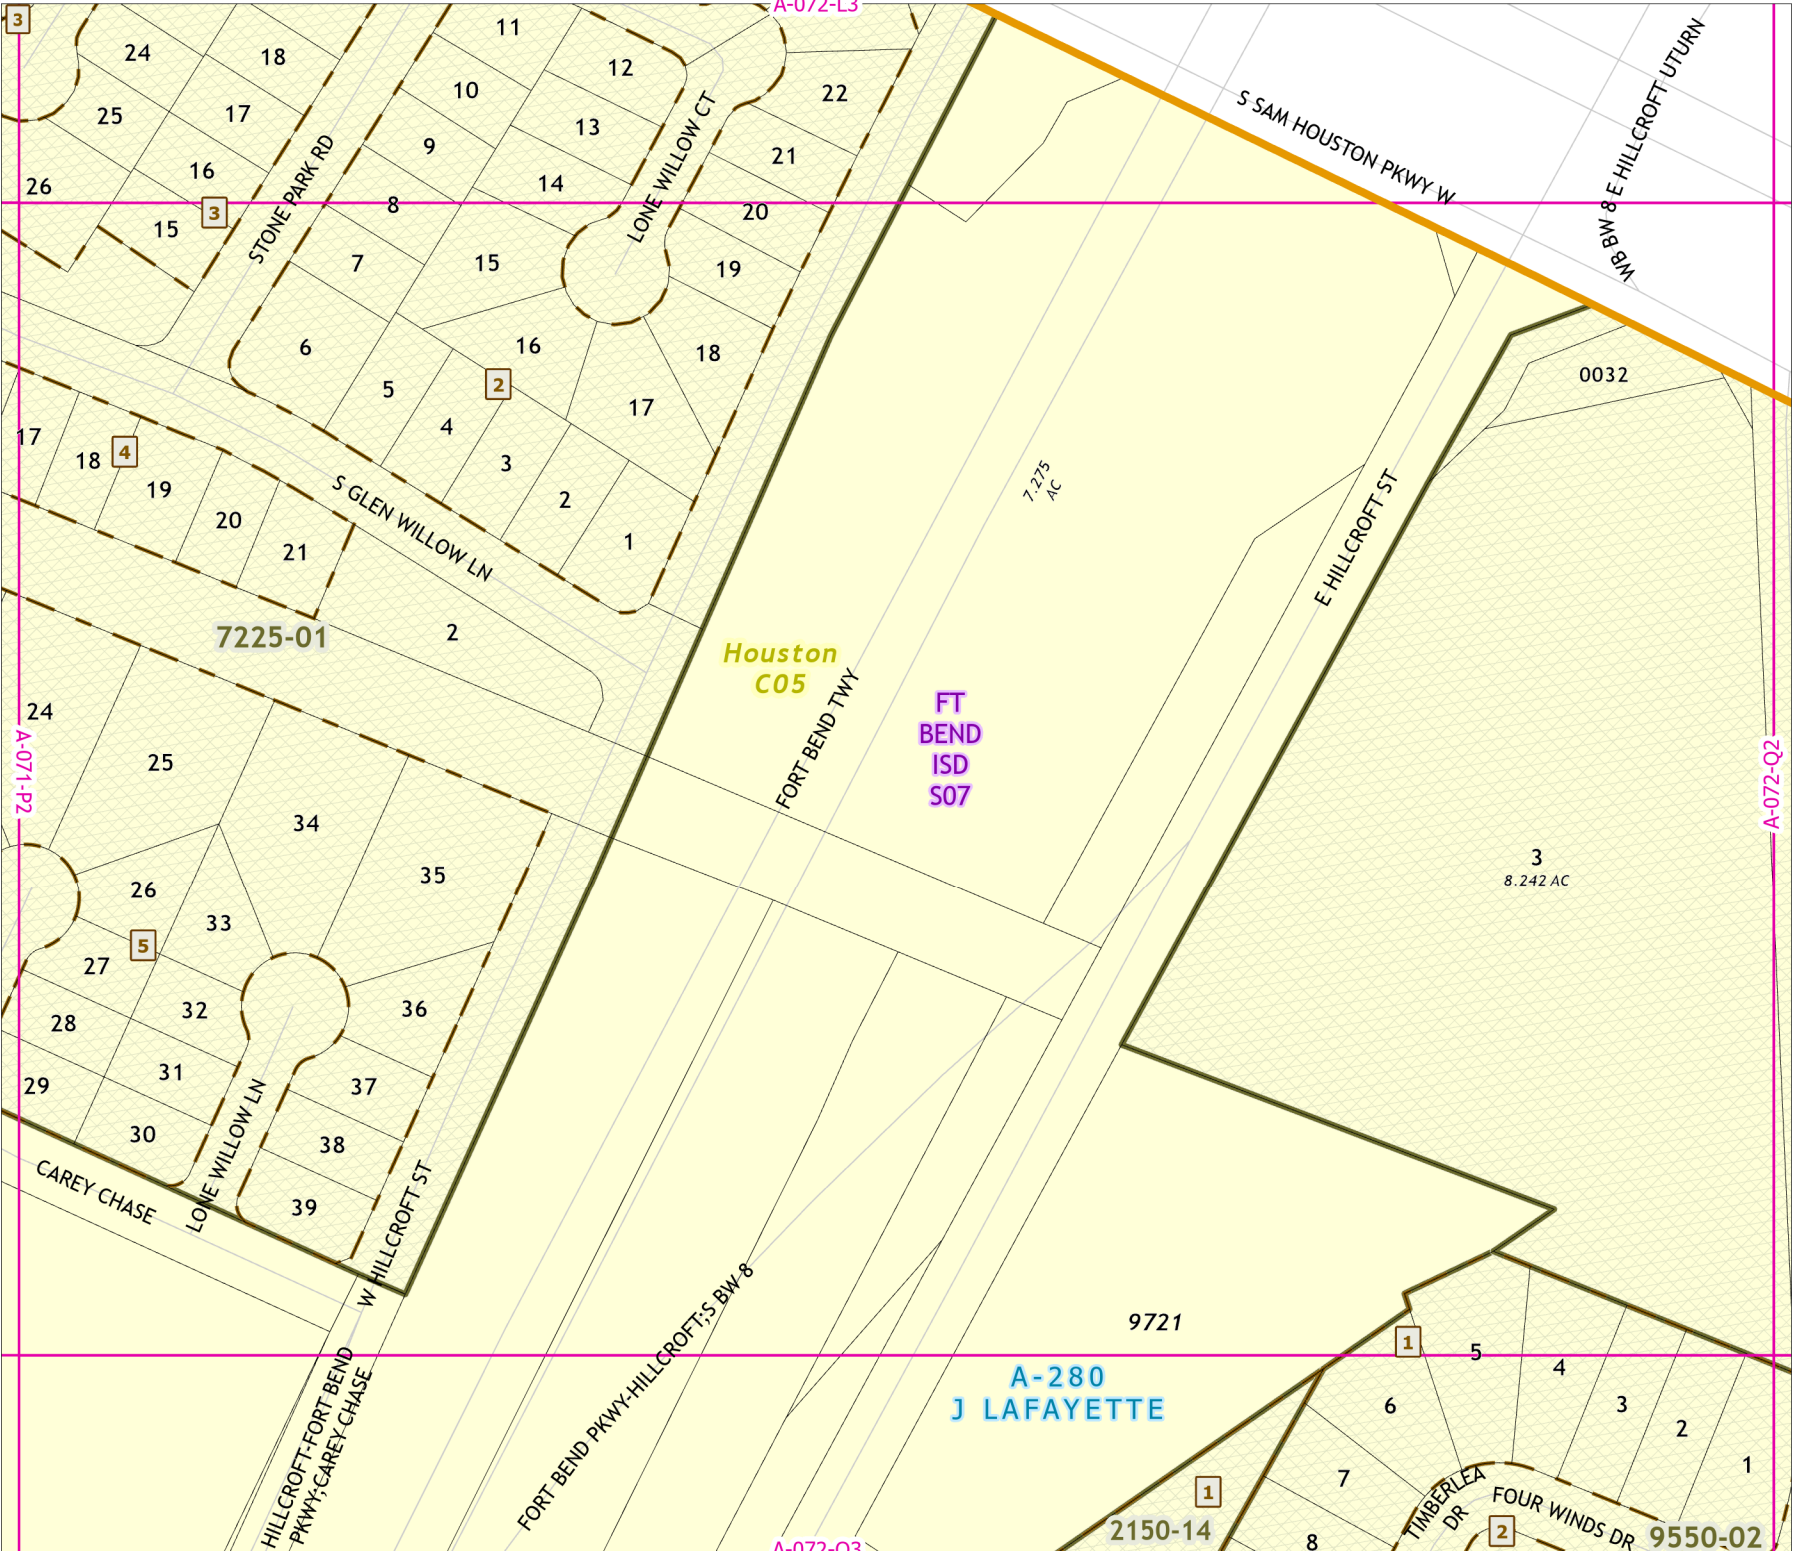 A-072-L3
3
24
18
11
12
10
22
25
17
13
9
21
16
14
26
8
20
3
15
STONE PARK RD
LONE WILLOW CT
7
15
19
S SAM HOUSTON PKWY W
WB BW 8 E HILLCROFT UTURN
6
16
18
5
2
17
4
0032
17
18
4
19
3
20
2
21
1
S GLEN WILLOW LN
7.275
AC
E HILLCROFT ST
7225-01
2
Houston
C05
FORT BEND TWY
FT
BEND
ISD
S07
A-071-P2
A-072-Q2
24
25
34
35
26
33
5
27
32
36
28
31
37
29
30
38
39
3
8.242 AC
LONE WILLOW LN
CAREY CHASE
W HILLCROFT ST
HILLCROFT-FORT BEND
PKWY;CAREY CHASE
FORT BEND PKWY-HILLCROFT;S BW 8
9721
A-280
J LAFAYETTE
1
5
4
6
3
2
7
1
1
2150-14
8
TIMBERLEA
DR
FOUR WINDS DR
2
9550-02
A-072-Q3